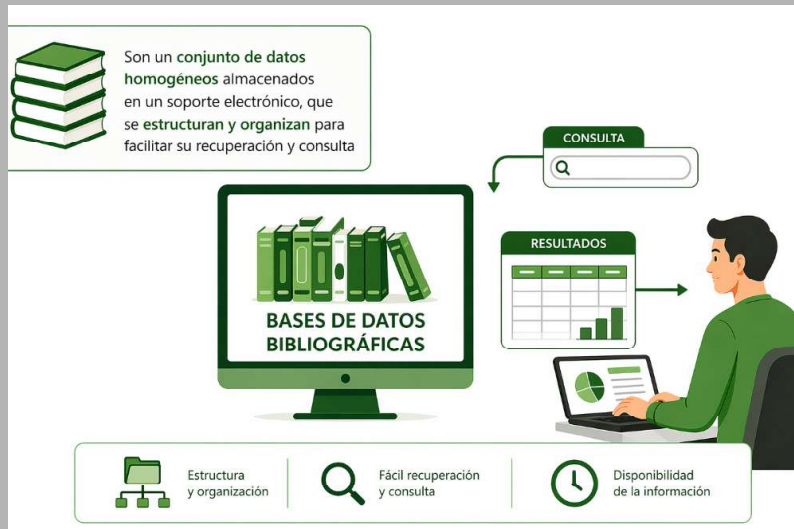 Son un conjunto de datos
homogéneos almacenados
en un soporte electrónico, que
se estructuran y organizan para
facilitar su recuperación y consulta
CONSULTA
RESULTADOS
BASES DE DATOS
BIBLIOGRÁFICAS
Estructura
y organización
Fácil recuperación
y consulta
Disponibilidad
de la información